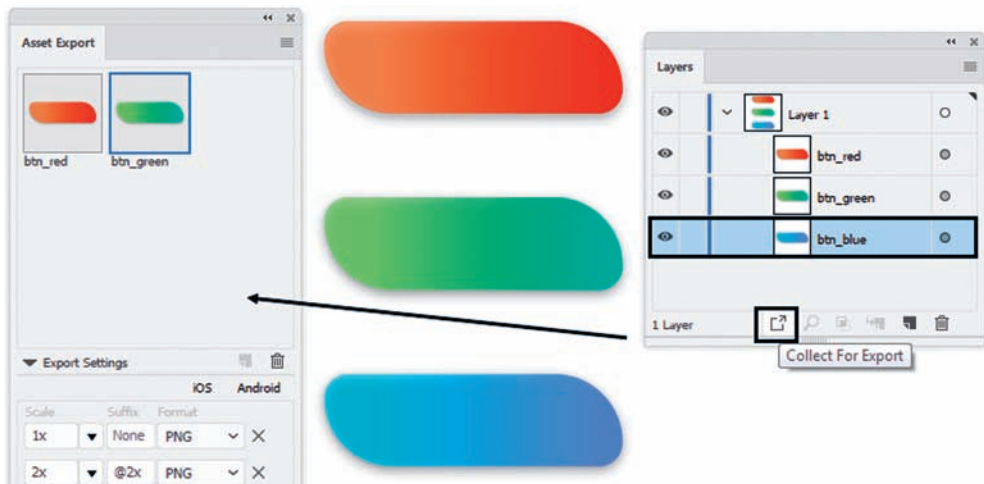 Asset Export
btn_red
btn_green
Export Settings
iOS Android
Scale Suffix Format
1x None PNG
2x @2x PNG
Layers
Layer 1
btn_red
btn_green
btn_blue
1 Layer
Collect For Export